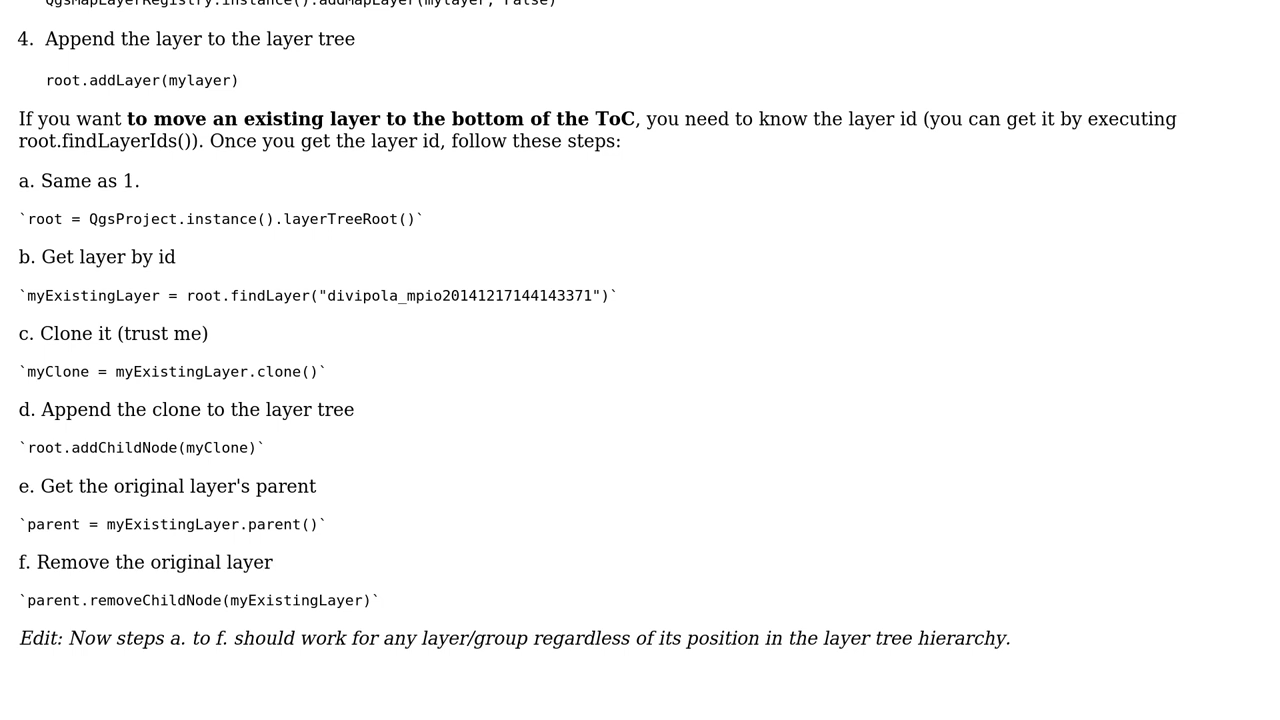 QgsMapLayerRegistry.instance().addMapLayer(mylayer, False)
4. Append the layer to the layer tree
root.addLayer(mylayer)
If you want to move an existing layer to the bottom of the ToC, you need to know the layer id (you can get it by executing
root.findLayerIds()). Once you get the layer id, follow these steps:
a. Same as 1.
`root = QgsProject.instance().layerTreeRoot()`
b. Get layer by id
`myExistingLayer = root.findLayer("divipola_mpio20141217144143371")`
c. Clone it (trust me)
`myClone = myExistingLayer.clone()`
d. Append the clone to the layer tree
`root.addChildNode(myClone)`
e. Get the original layer's parent
`parent = myExistingLayer.parent()`
f. Remove the original layer
`parent.removeChildNode(myExistingLayer)`
Edit: Now steps a. to f. should work for any layer/group regardless of its position in the layer tree hierarchy.